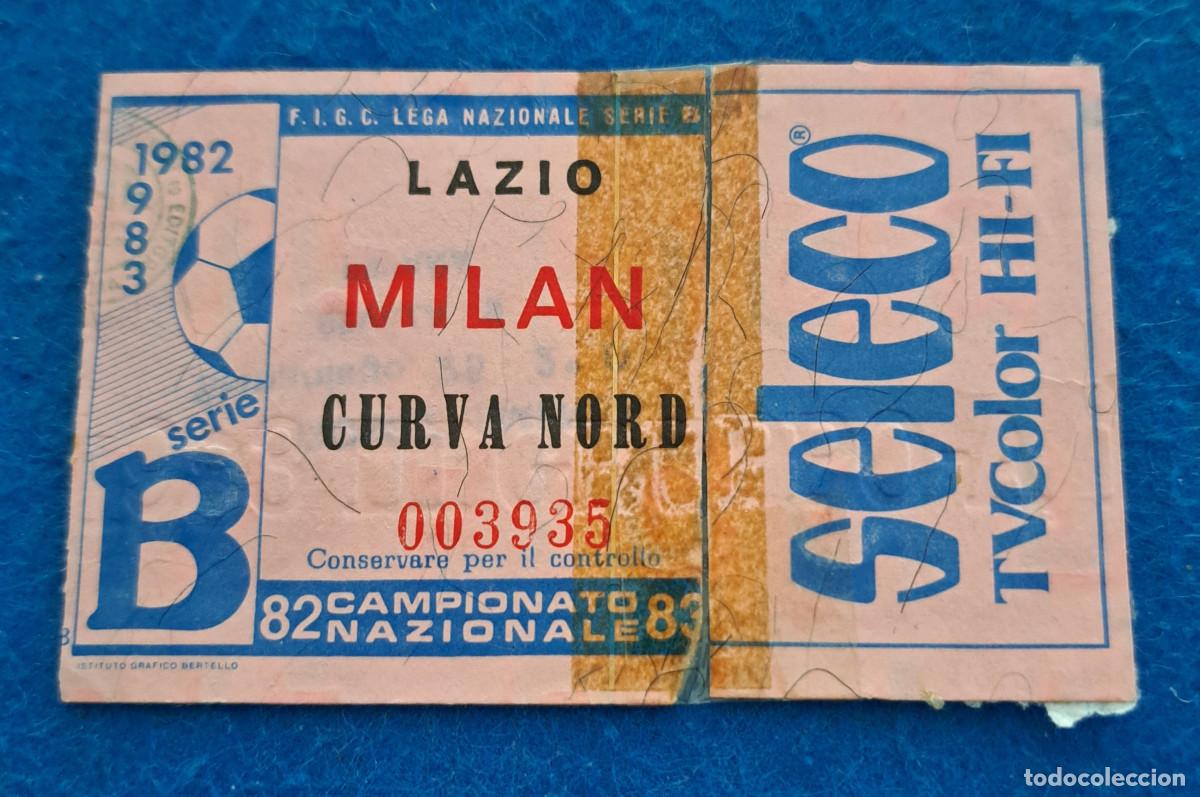 F. I. G. C. LEGA NAZIONALE SERIE B
1982
983
LAZIO
MILAN
CURVA NORD
003935
Conservare per il controllo
serie
B
82 CAMPIONATO NAZIONALE 83
ISTITUTO GRAFICO BERTELLO
seleco®
TVcolor HI-FI
todocoleccion